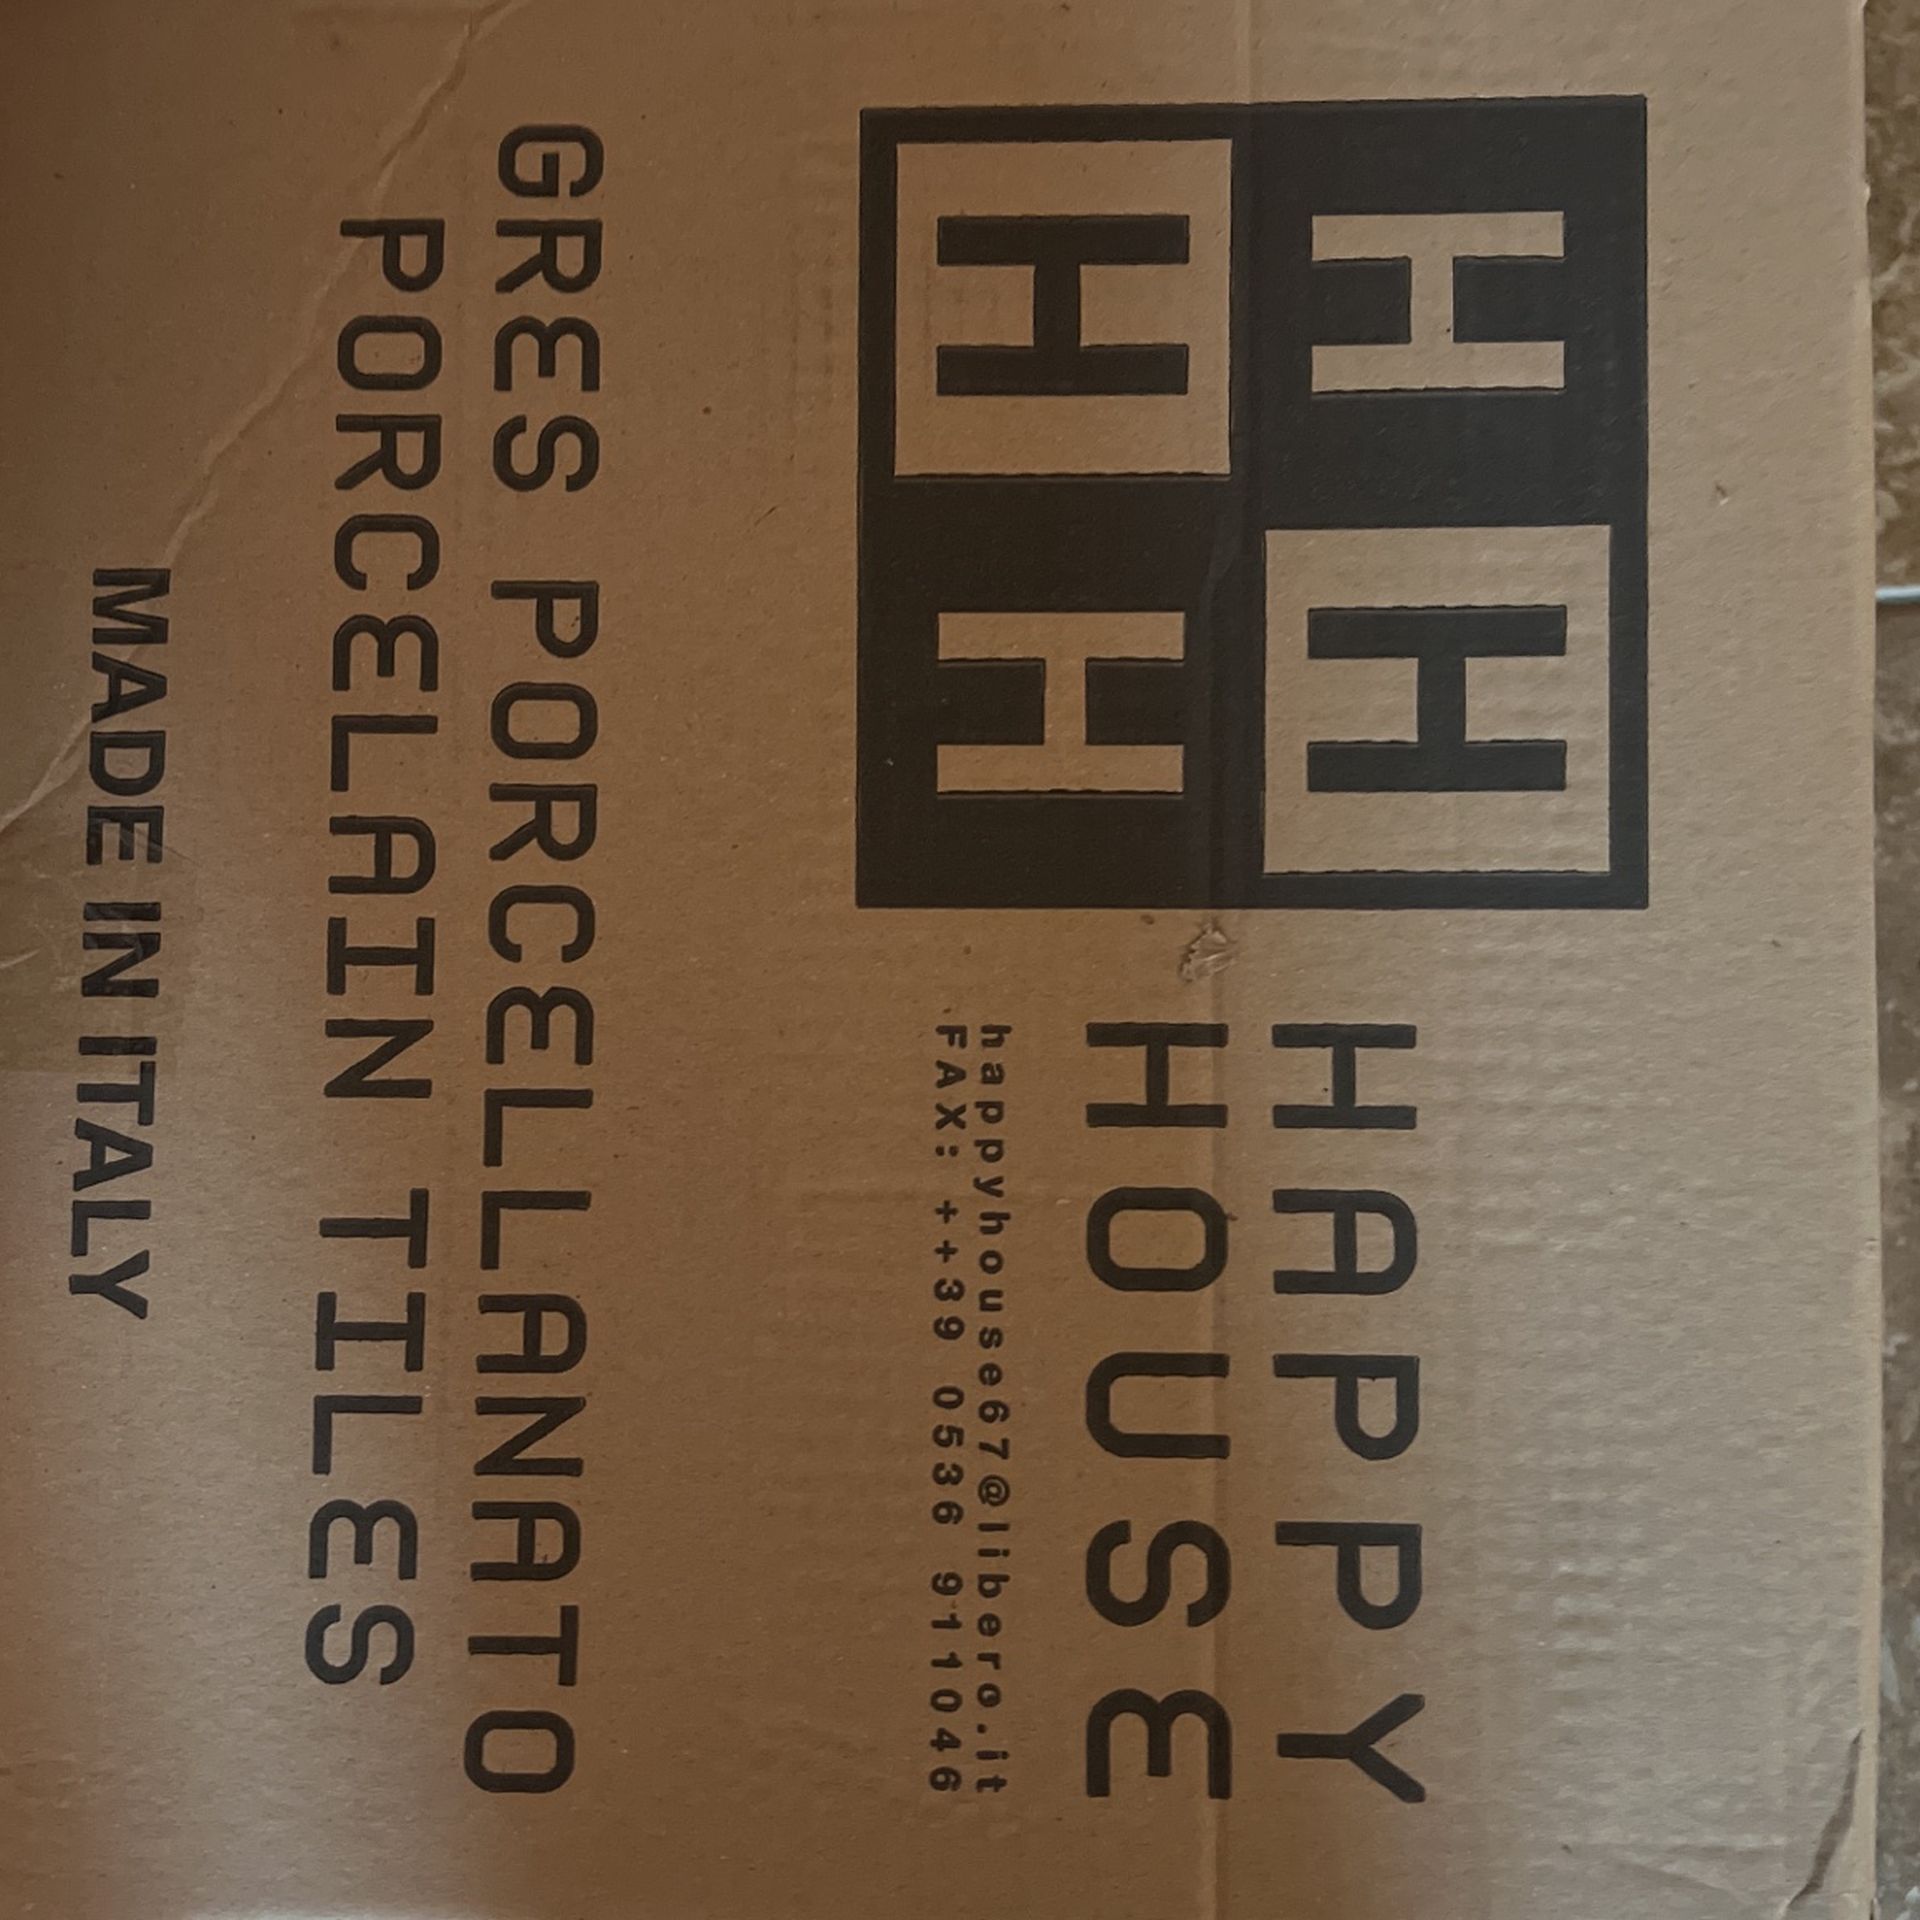 H H
H H
HAPPY
HOUSE
happyhouse67@libero.it
FAX: ++39 0536 911046
GRES PORCELLANATO
PORCELAIN TILES
MADE IN ITALY